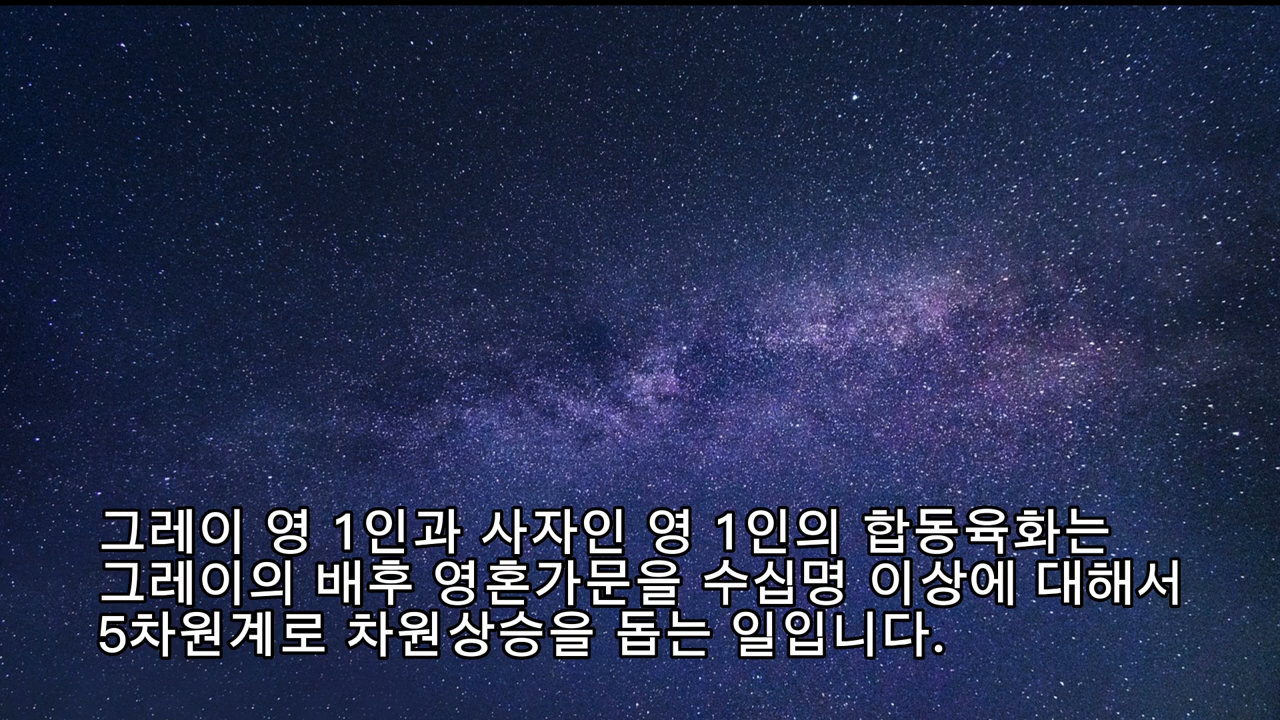 그레이 영 1인과 사자인 영 1인의 합동육화는
그레이의 배후 영혼가문을 수십명 이상에 대해서
5차원계로 차원상승을 돕는 일입니다.